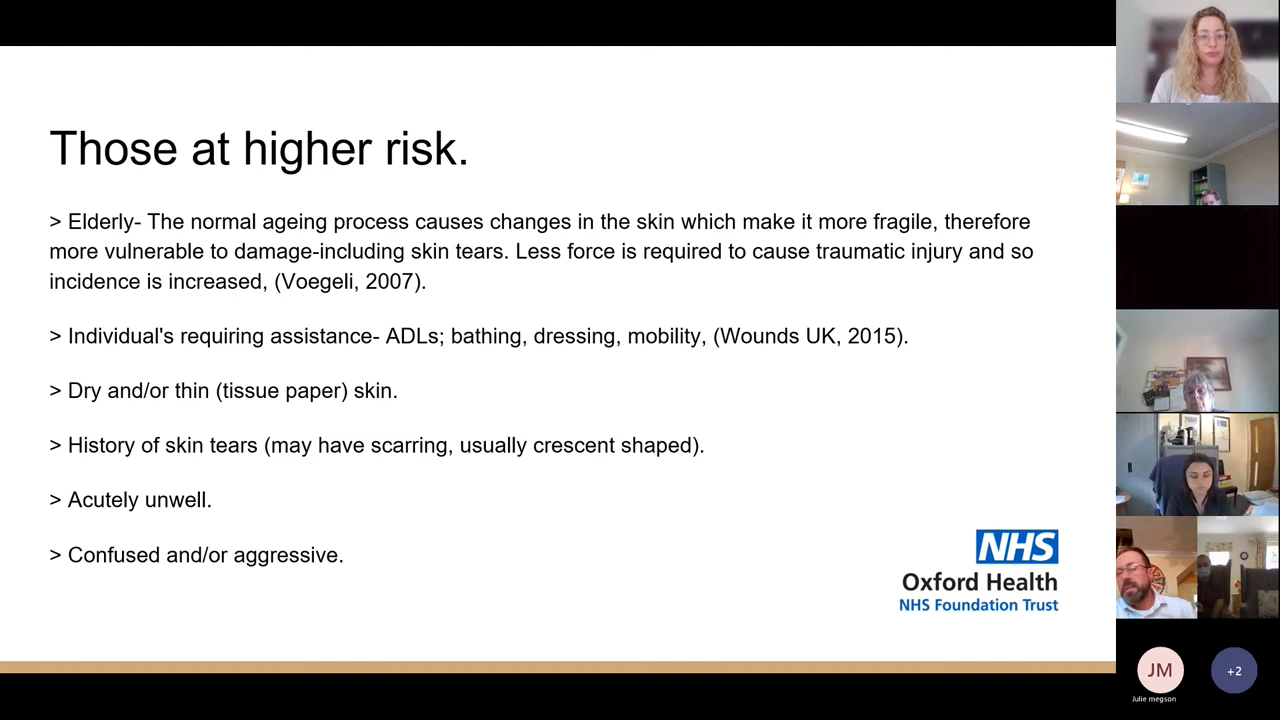 Those at higher risk.
> Elderly- The normal ageing process causes changes in the skin which make it more fragile, therefore
more vulnerable to damage-including skin tears. Less force is required to cause traumatic injury and so
incidence is increased, (Voegeli, 2007).
> Individual's requiring assistance- ADLs; bathing, dressing, mobility, (Wounds UK, 2015).
> Dry and/or thin (tissue paper) skin.
> History of skin tears (may have scarring, usually crescent shaped).
> Acutely unwell.
> Confused and/or aggressive.
NHS
Oxford Health
NHS Foundation Trust
JM
Julie megson
+2